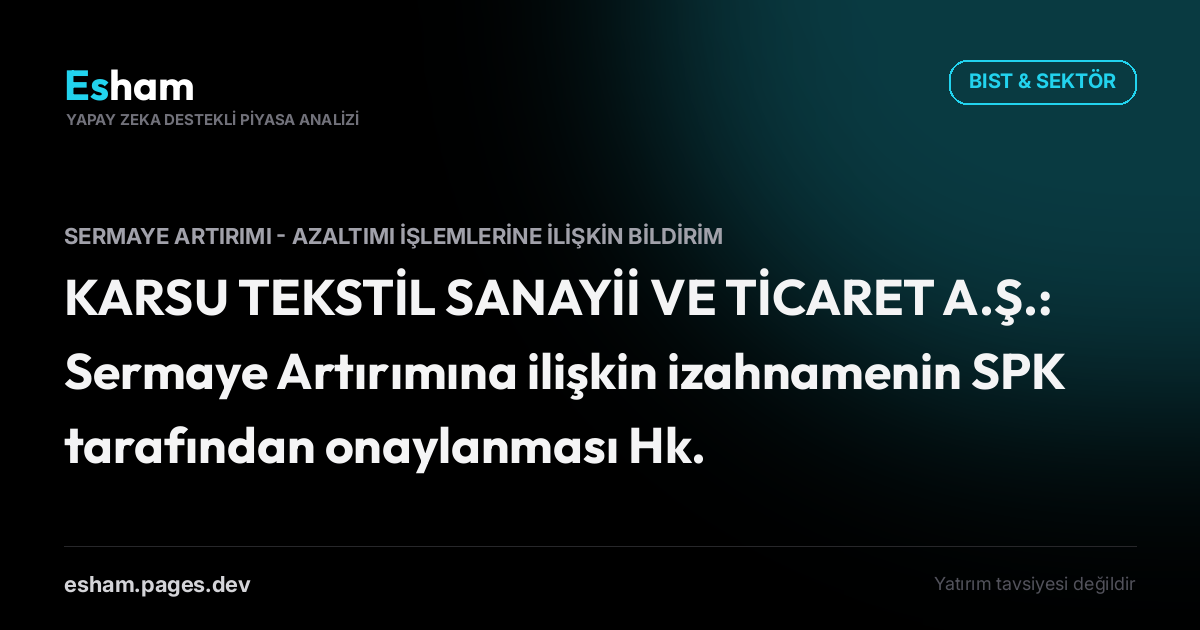 Esham
YAPAY ZEKA DESTEKLİ PİYASA ANALİZİ
BIST & SEKTÖR
SERMAYE ARTIRIMI - AZALTIMI İŞLEMLERİNE İLİŞKİN BİLDİRİM
KARSU TEKSTİL SANAYİİ VE TİCARET A.Ş.:
Sermaye Artırımına ilişkin izahnamenin SPK
tarafından onaylanması Hk.
esham.pages.dev
Yatırım tavsiyesi değildir